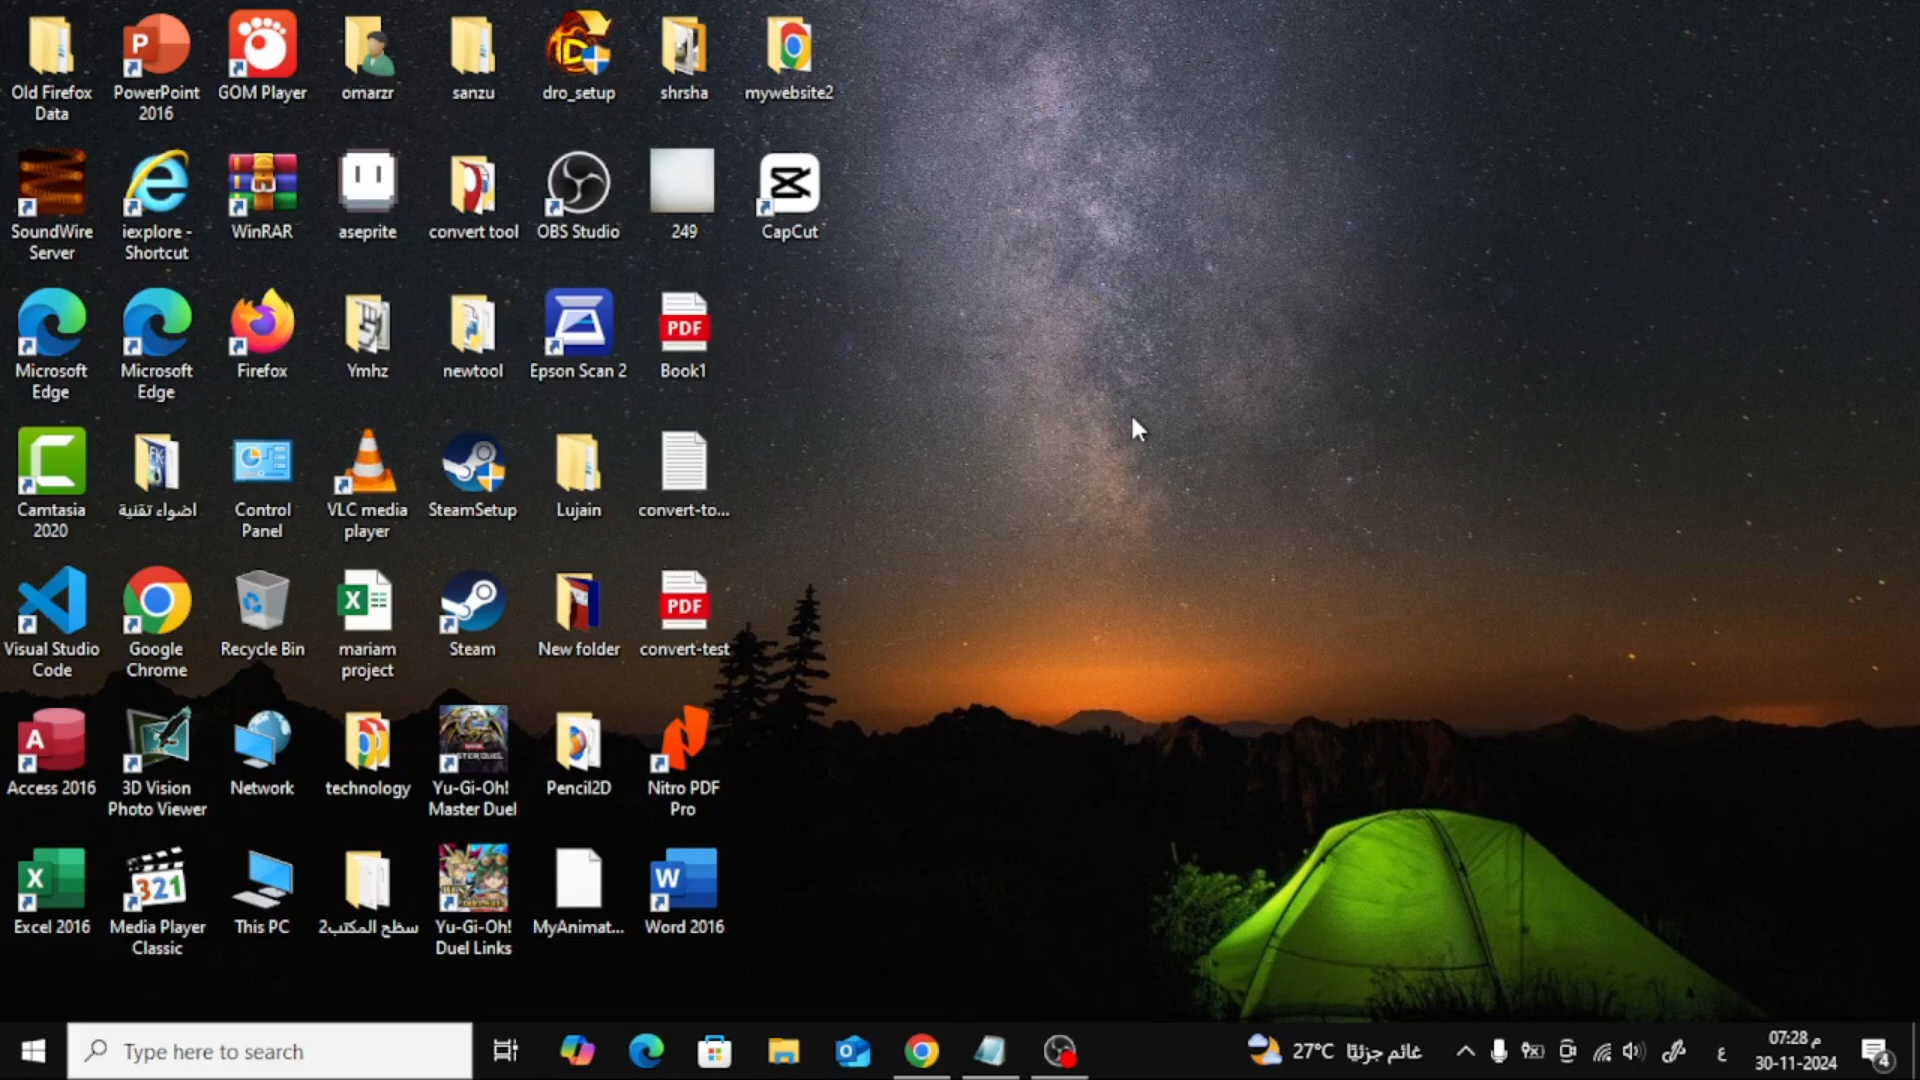 Old Firefox
Data
PowerPoint
2016
GOM Player
omarzr
sanzu
dro_setup
shrsha
mywebsite2
SoundWire
Server
iexplore -
Shortcut
WinRAR
aseprite
convert tool
OBS Studio
249
CapCut
Microsoft
Edge
Microsoft
Edge
Firefox
Ymhz
newtool
Epson Scan 2
PDF
Book1
Camtasia
2020
اضواء تقنية
Control
Panel
VLC media
player
SteamSetup
Lujain
convert-to...
Visual Studio
Code
Google
Chrome
Recycle Bin
mariam
project
Steam
New folder
PDF
convert-test
Access 2016
3D Vision
Photo Viewer
Network
technology
Yu-Gi-Oh!
Master Duel
Pencil2D
Nitro PDF
Pro
Excel 2016
321
Media Player
Classic
This PC
سطح المكتب2
Yu-Gi-Oh!
Duel Links
MyAnimat...
Word 2016
Type here to search
27°C غائم جزئيًا
ع
07:28 م
30-11-2024
4